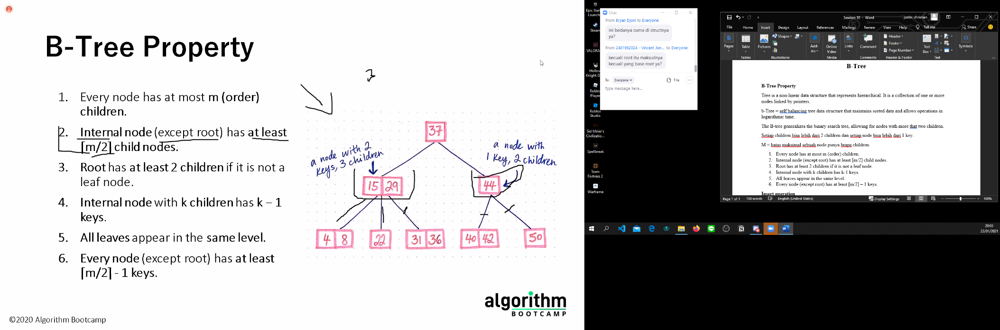 B-Tree Property
1. Every node has at most m (order)
children.
2. Internal node (except root) has at least
⌈m/2⌉ child nodes.
3. Root has at least 2 children if it is not a
leaf node.
4. Internal node with k children has k – 1
keys.
5. All leaves appear in the same level.
6. Every node (except root) has at least
⌈m/2⌉ - 1 keys.
37
a node with 2
keys, 3 children
a node with
1 key, 2 children
15 29
44
4 8
22
31 36
40 42
50
algorithm
BOOTCAMP
©2020 Algorithm Bootcamp
Epic Gam
Launch
Steam
VALORA
Hollow
Knight G
Roblox
Player
Roblox
Studio
Sid Meier's
Civilizatio...
Spellbreak
Team
Fortress 2
Warframe
Chat
From Bryan Djoni to Everyone:
ini bedanya cuma di structnya
ya?
From 2401962024 - Vincent Jon... to Everyone:
kecuali root itu maksudnya
kecuali yang base root ya?
To: Everyone
File
Type message here...
Session 10 - Word
justin christian
File Home Insert Design Layout References Mailings Review View Help Tell me Share
Pages
Table
Tables
Pictures
Shapes
Illustrations
Add-
ins
Online
Video
Media
Links
Comment
Comments
Header
Footer
Page Number
Header & Footer
Text
Box
Text
Symbols
B-Tree
B-Tree Property
Tree is a non-linear data structure that represents hierarchical. It is a collection of one or more
nodes linked by pointers.
b-Tree = self balancing tree data structure that maintains sorted data and allows operations in
logarithmic time.
The B-tree generalizes the binary search tree, allowing for nodes with more that two children.
Setiap children bisa lebih dari 2 children dan setiap node bisa lebih dari 1 key.
M = batas maksimal sebuah node punya brapa children.
1. Every node has at most m (order) children.
2. Internal node (except root) has at least [m/2] child nodes.
3. Root has at least 2 children if it is not a leaf node.
4. Internal node with k children has k-1 keys.
5. All leaves appear in the same level.
6. Every node (except root) has at least ⌈m/2⌉ – 1 keys.
Insert operation
Page 1 of 1 150 words English (United States) Display Settings 100%
20:03
22/01/2021